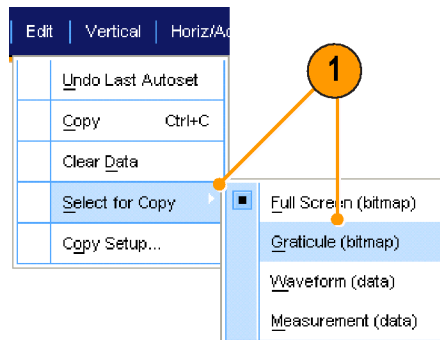 Edit Vertical Horiz/Ac
Undo Last Autoset
1
Copy Ctrl+C
Clear Data
Select for Copy
Full Screen (bitmap)
Copy Setup...
Graticule (bitmap)
Waveform (data)
Measurement (data)